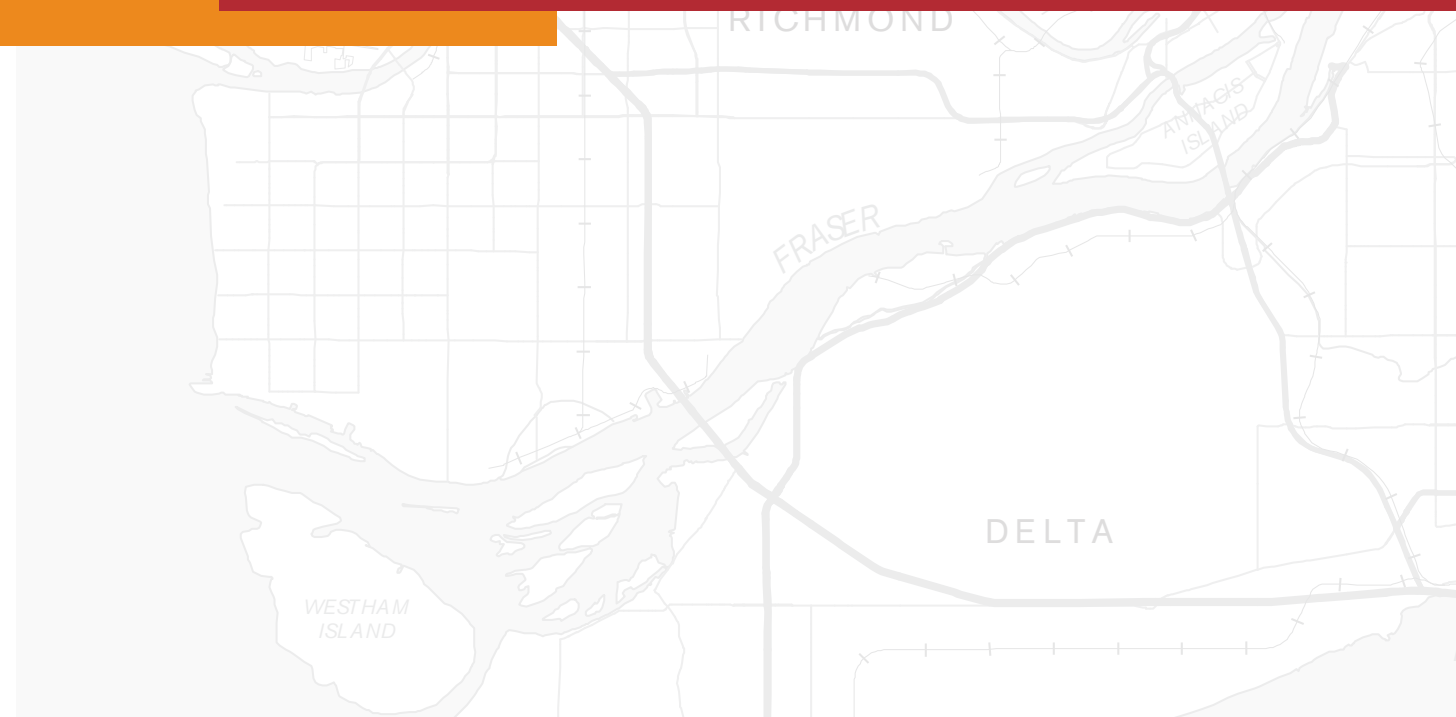 RICHMOND
ANNACIS
ISLAND
FRASER
DELTA
WESTHAM
ISLAND